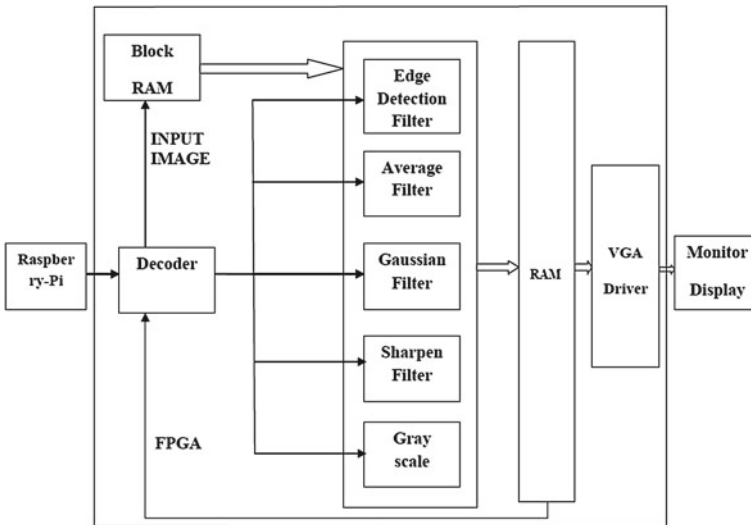 Block
RAM
INPUT
IMAGE
Raspber
ry-Pi
Decoder
FPGA
Edge
Detection
Filter
Average
Filter
Gaussian
Filter
Sharpen
Filter
Gray
scale
RAM
VGA
Driver
Monitor
Display